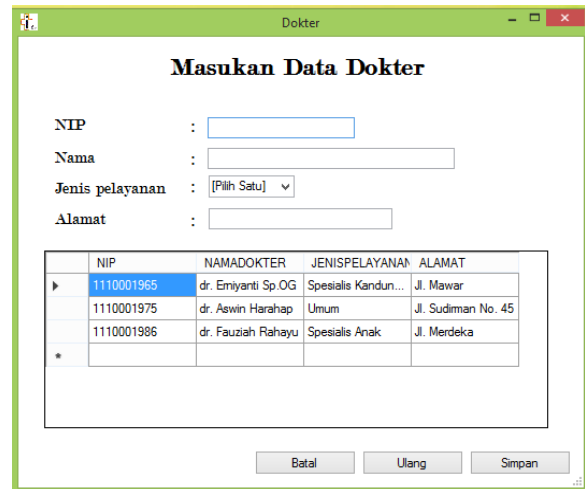 Dokter
Masukan Data Dokter
NIP :
Nama :
Jenis pelayanan : [Pilih Satu]
Alamat :
NIP NAMADOKTER JENISPELAYANAN ALAMAT
1110001965 dr. Emiyanti Sp.OG Spesialis Kandun... Jl. Mawar
1110001975 dr. Aswin Harahap Umum Jl. Sudirman No. 45
1110001986 dr. Fauziah Rahayu Spesialis Anak Jl. Merdeka
*
Batal Ulang Simpan